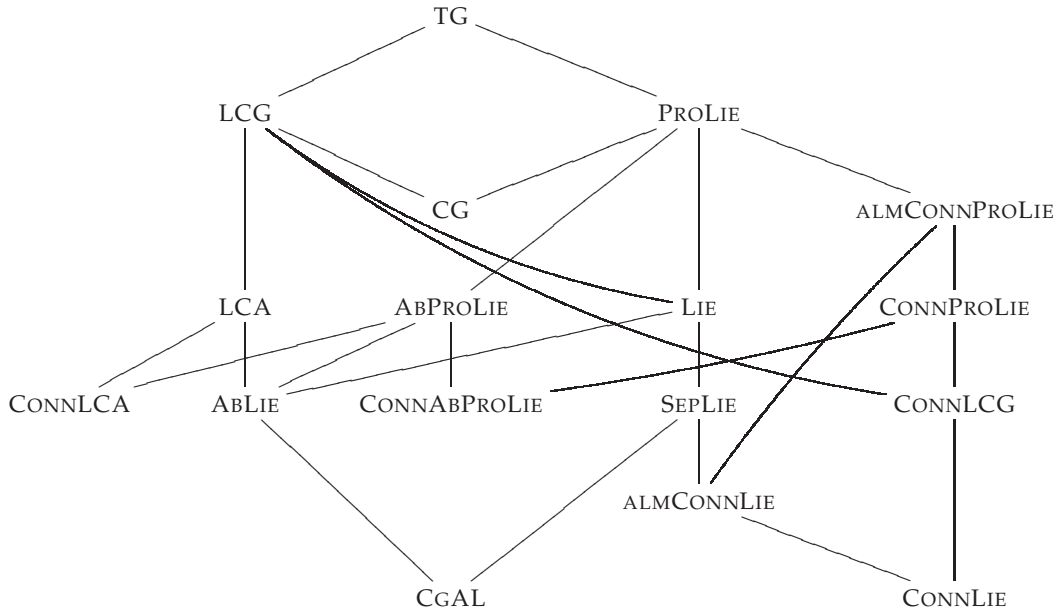 TG
LCG PROLIE
CG ALMCONNPROLIE
LCA ABPROLIE LIE CONNPROLIE
CONNLCA ABLIE CONNABPROLIE SEPLIE CONNLCG
ALMCONNLIE
CGAL CONNLIE